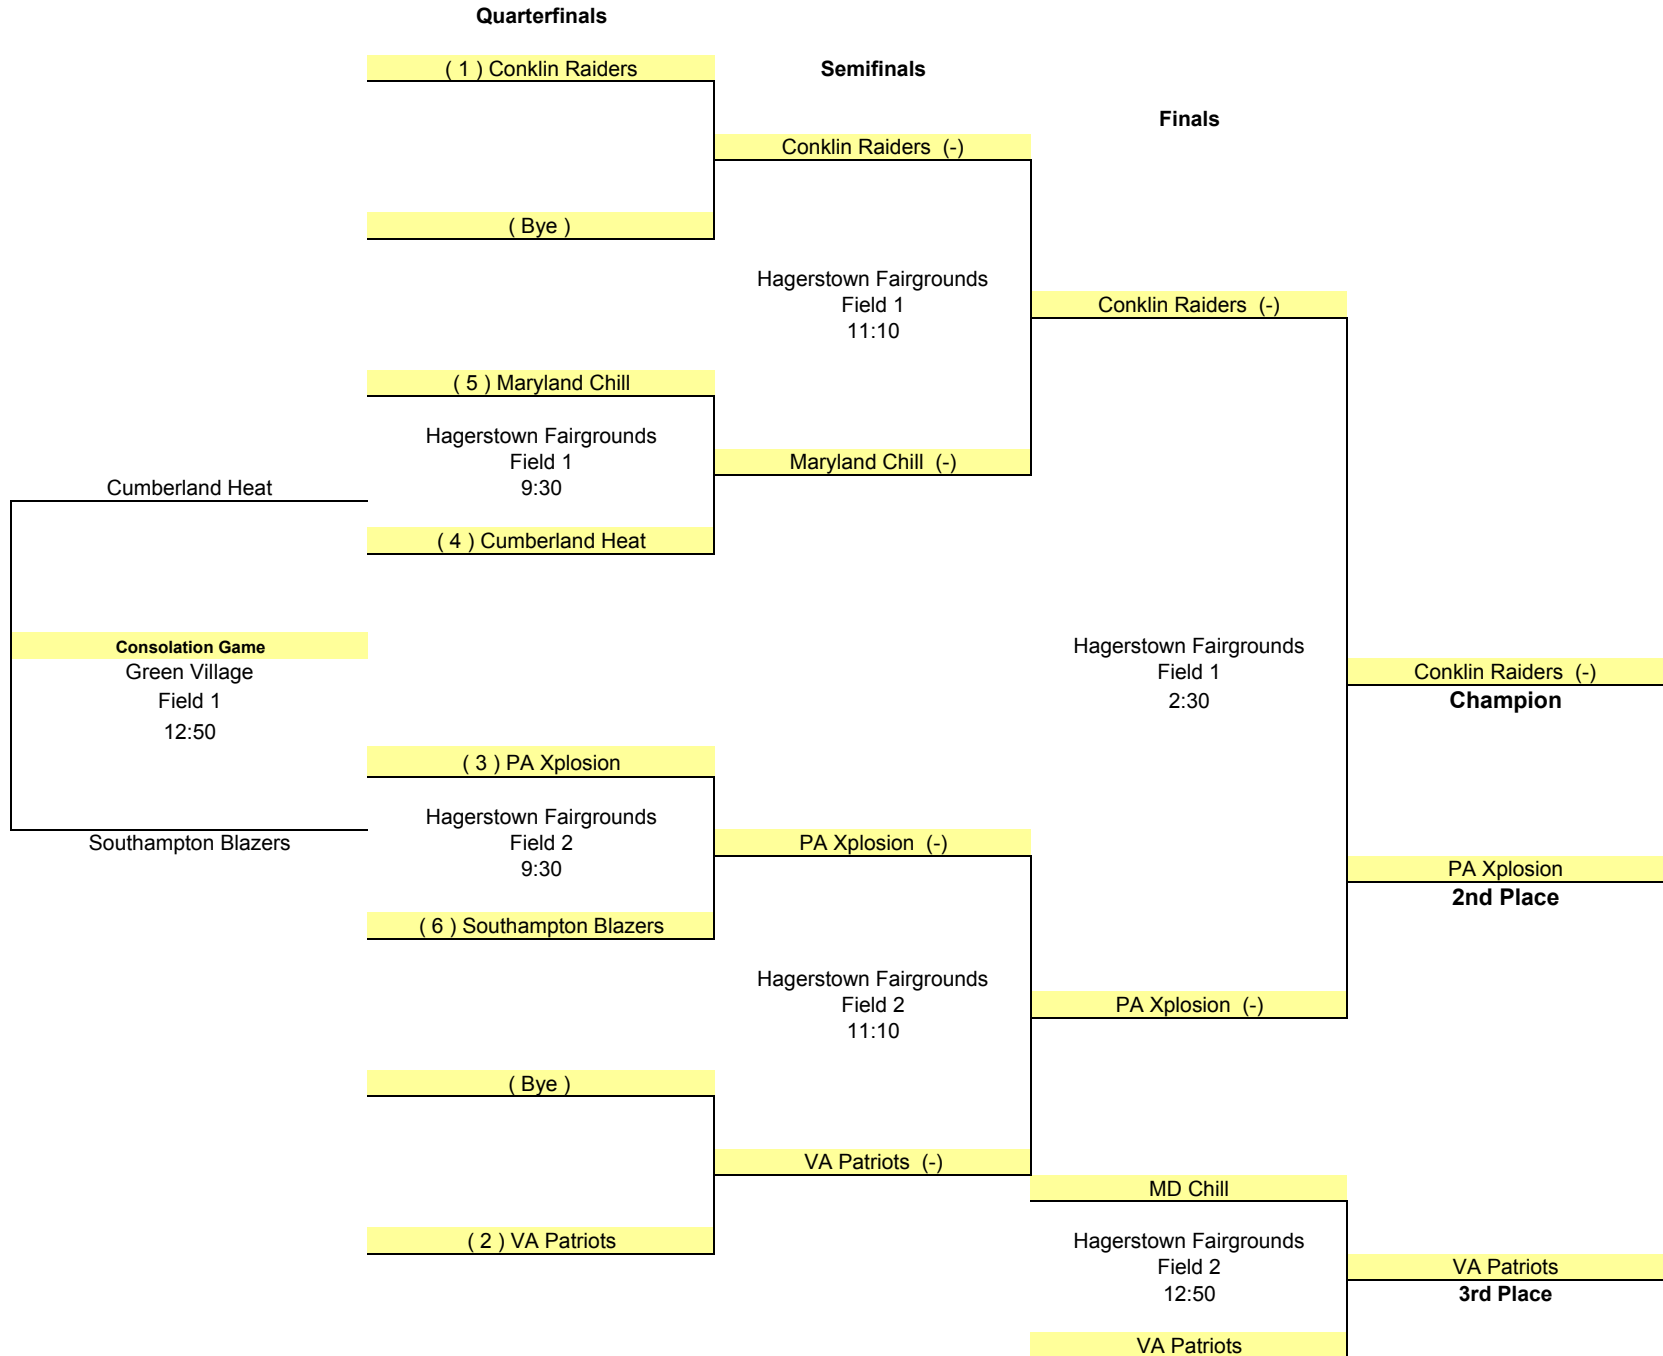 Quarterfinals
( 1 ) Conklin Raiders
Semifinals
Finals
Conklin Raiders (-)
( Bye )
Hagerstown Fairgrounds
Field 1
11:10
Conklin Raiders (-)
( 5 ) Maryland Chill
Hagerstown Fairgrounds
Field 1
9:30
Maryland Chill (-)
Cumberland Heat
( 4 ) Cumberland Heat
Consolation Game
Green Village
Field 1
12:50
Hagerstown Fairgrounds
Field 1
2:30
Conklin Raiders (-)
Champion
( 3 ) PA Xplosion
Hagerstown Fairgrounds
Field 2
9:30
Southampton Blazers
PA Xplosion (-)
PA Xplosion
2nd Place
( 6 ) Southampton Blazers
Hagerstown Fairgrounds
Field 2
11:10
PA Xplosion (-)
( Bye )
VA Patriots (-)
MD Chill
( 2 ) VA Patriots
Hagerstown Fairgrounds
Field 2
12:50
VA Patriots
3rd Place
VA Patriots